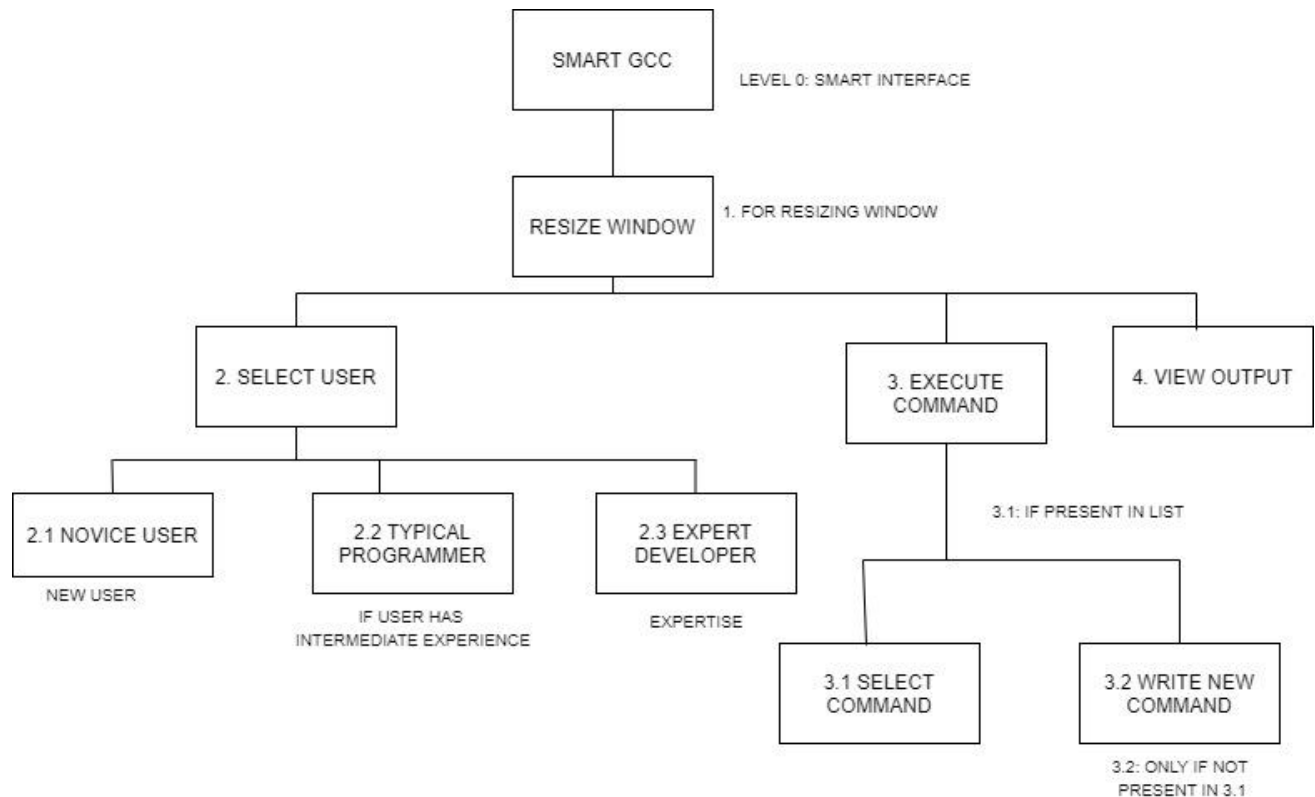 SMART GCC
LEVEL 0: SMART INTERFACE
RESIZE WINDOW
1. FOR RESIZING WINDOW
2. SELECT USER
3. EXECUTE
COMMAND
4. VIEW OUTPUT
2.1 NOVICE USER
NEW USER
2.2 TYPICAL
PROGRAMMER
IF USER HAS
INTERMEDIATE EXPERIENCE
2.3 EXPERT
DEVELOPER
EXPERTISE
3.1: IF PRESENT IN LIST
3.1 SELECT
COMMAND
3.2 WRITE NEW
COMMAND
3.2: ONLY IF NOT
PRESENT IN 3.1